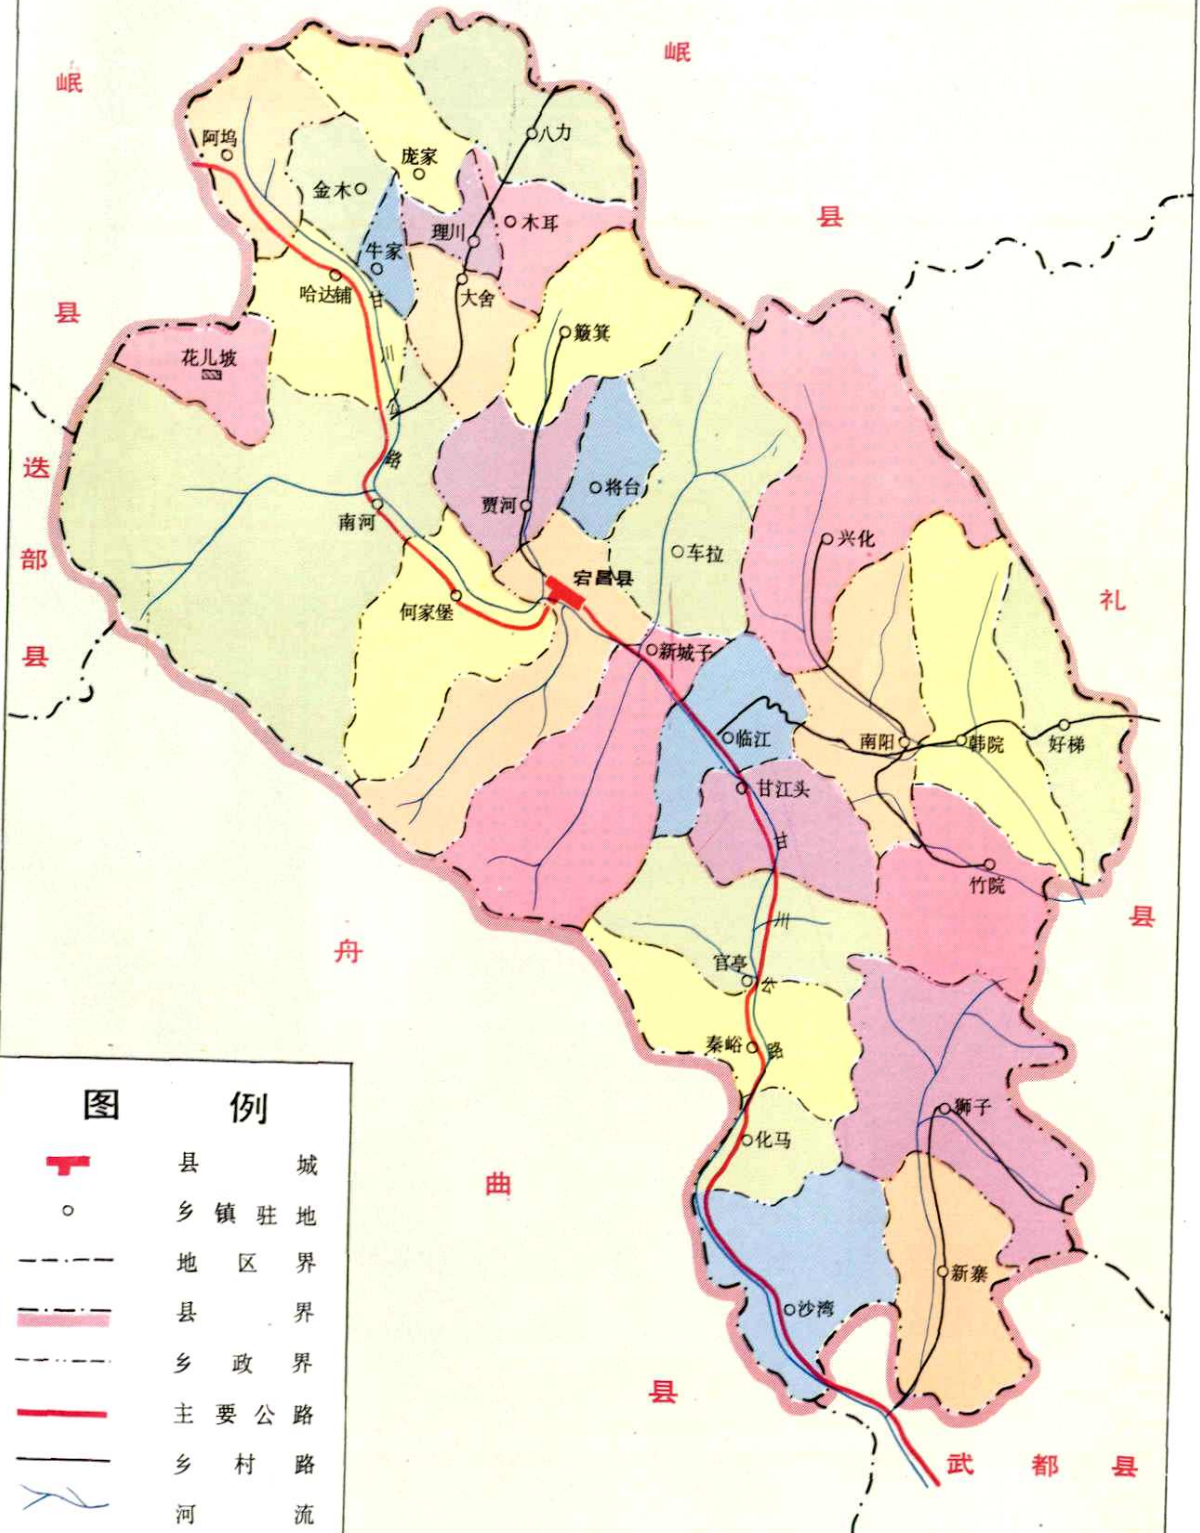 岷
县
岷
县
迭
部
县
礼
县
舟
曲
县
武都县
阿坞
庞家
八力
金木
理川
木耳
牛家
哈达铺
大舍
簸箕
花儿坡
甘
川
公
路
南河
贾河
将台
车拉
兴化
宕昌县
何家堡
新城子
临江
南阳
韩院
好梯
甘江头
甘
川
公
路
竹院
官亭
秦峪
化马
狮子
新寨
沙湾
图例
县城
乡镇驻地
地区界
县界
乡政界
主要公路
乡村路
河流